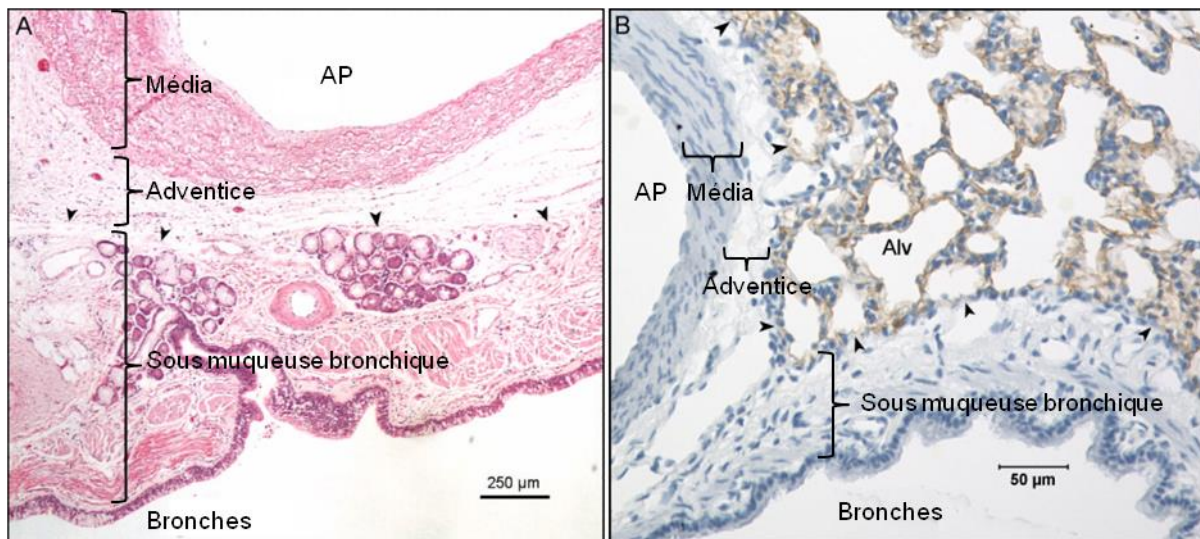 A
AP
Média
Adventice
Sous muqueuse bronchique
250 µm
Bronches
B
AP
Média
Alv
Adventice
Sous muqueuse bronchique
50 µm
Bronches